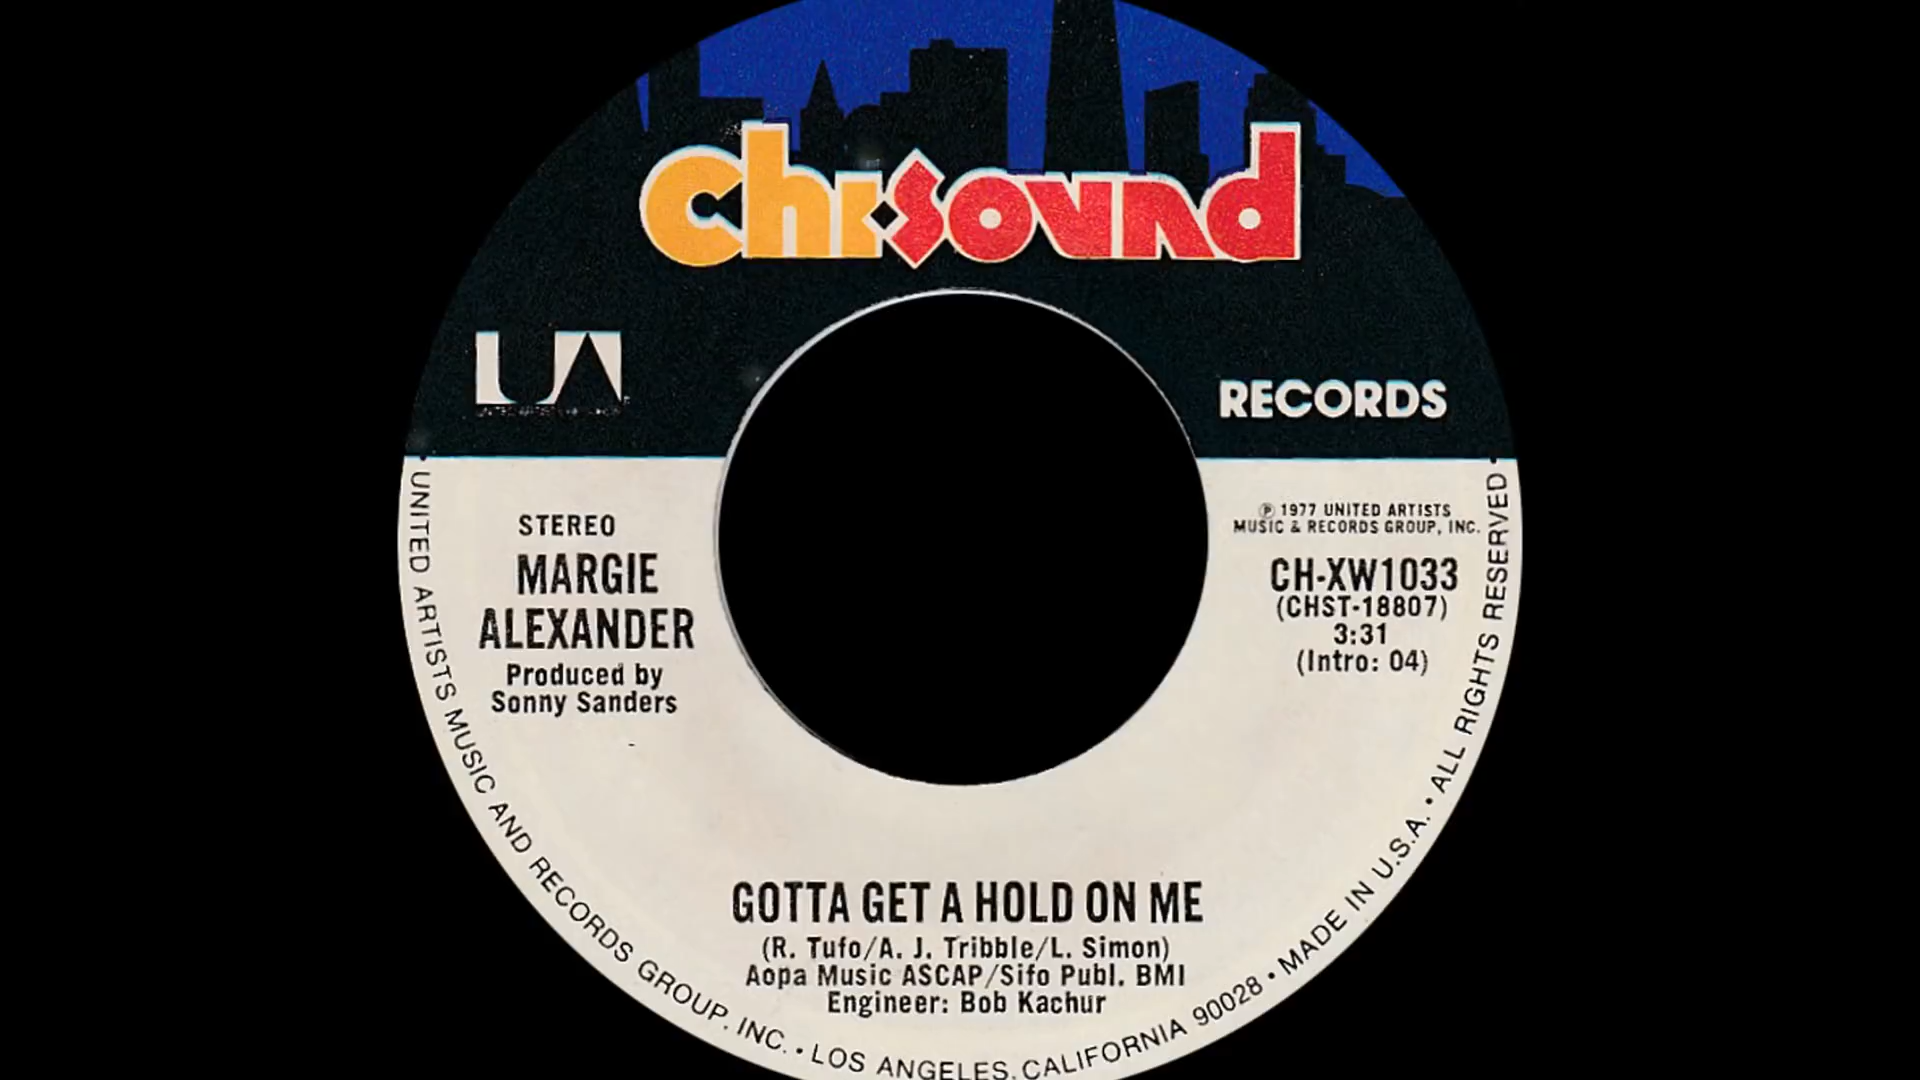 Chi-Sound
UA
RECORDS
STEREO
MARGIE
ALEXANDER
Produced by
Sonny Sanders
℗ 1977 UNITED ARTISTS
MUSIC & RECORDS GROUP, INC.
CH-XW1033
(CHST-18807)
3:31
(Intro: 04)
GOTTA GET A HOLD ON ME
(R. Tufo/A. J. Tribble/L. Simon)
Aopa Music ASCAP/Sifo Publ. BMI
Engineer: Bob Kachur
• UNITED ARTISTS MUSIC AND RECORDS GROUP, INC. • LOS ANGELES, CALIFORNIA 90028 • MADE IN U.S.A. • ALL RIGHTS RESERVED •